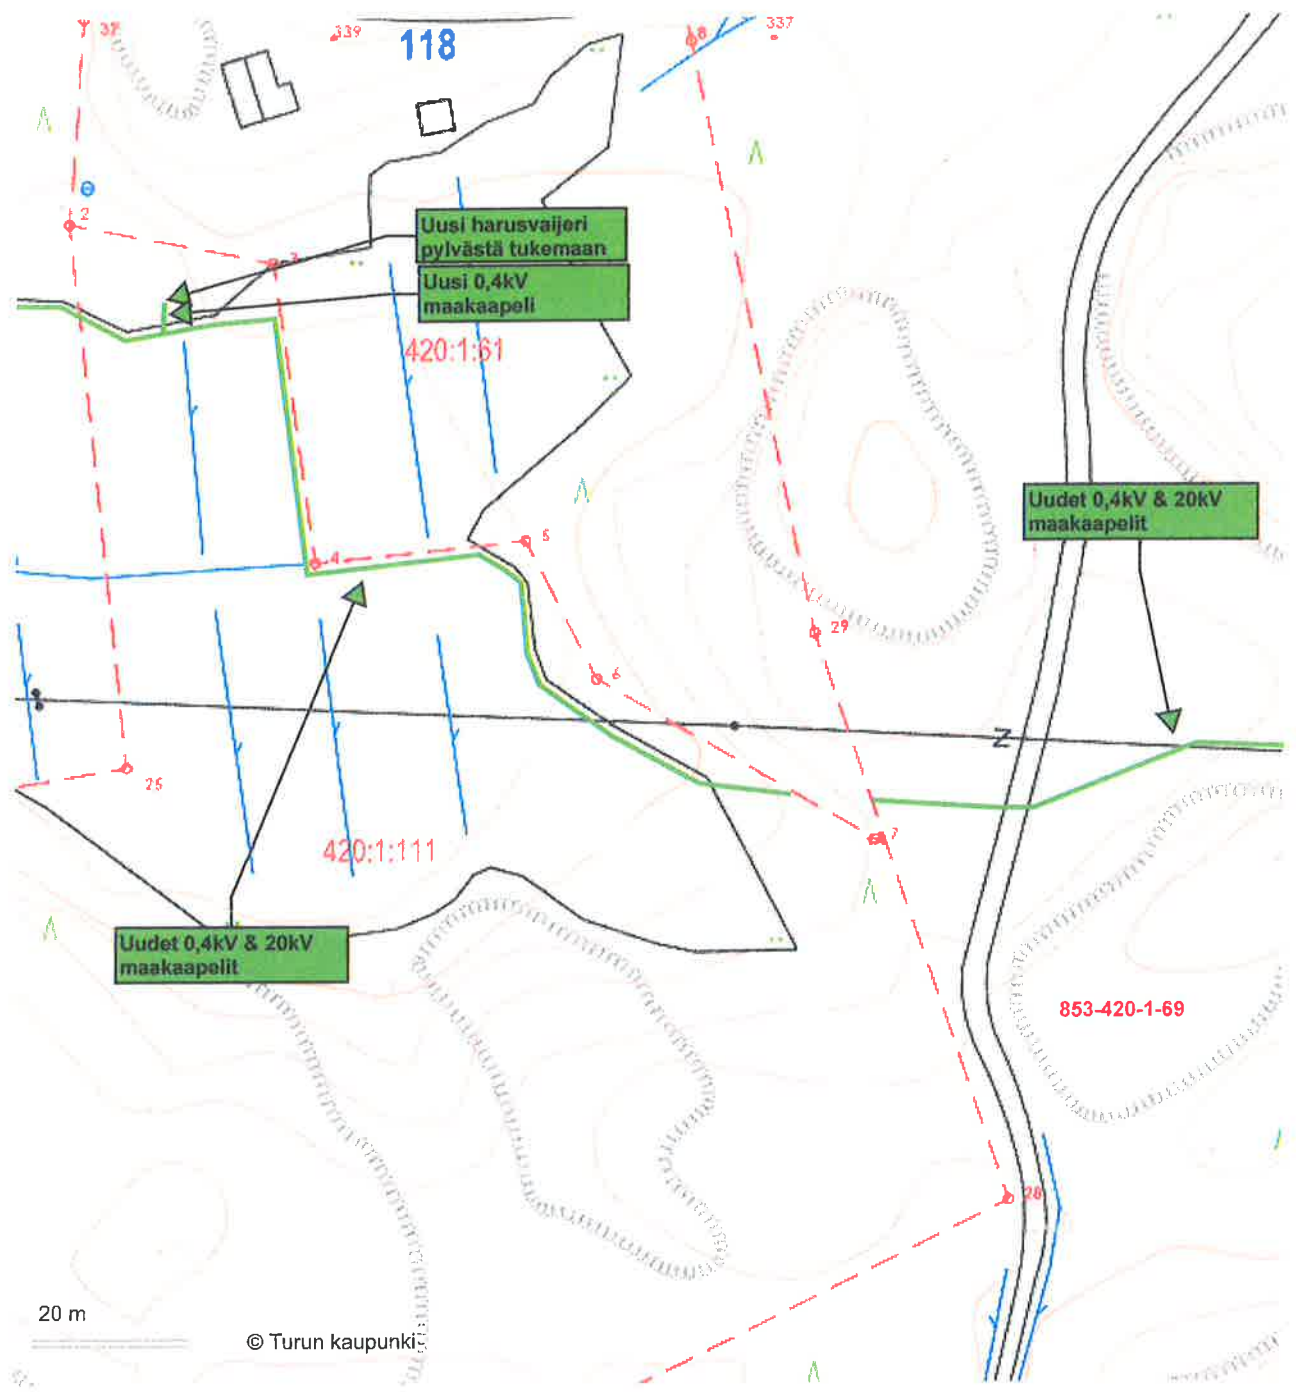 37
339
118
8
337
2
3
Uusi harusvaijeri
pylvästä tukemaan
Uusi 0,4kV
maakaapeli
420:1:61
Uudet 0,4kV & 20kV
maakaapelit
4
5
29
6
Z
25
7
420:1:111
Uudet 0,4kV & 20kV
maakaapelit
853-420-1-69
28
20 m
© Turun kaupunki